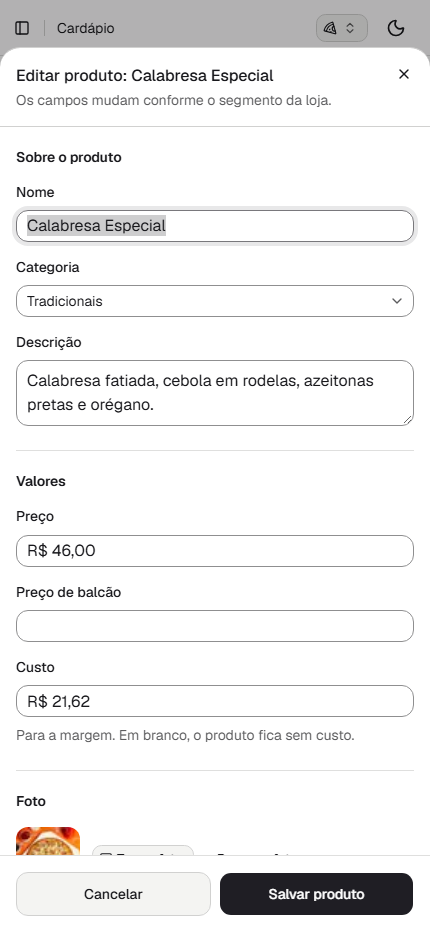 Cardápio
Editar produto: Calabresa Especial
Os campos mudam conforme o segmento da loja.
Sobre o produto
Nome
Calabresa Especial
Categoria
Tradicionais
Descrição
Calabresa fatiada, cebola em rodelas, azeitonas
pretas e orégano.
Valores
Preço
R$ 46,00
Preço de balcão
Custo
R$ 21,62
Para a margem. Em branco, o produto fica sem custo.
Foto
Cancelar
Salvar produto